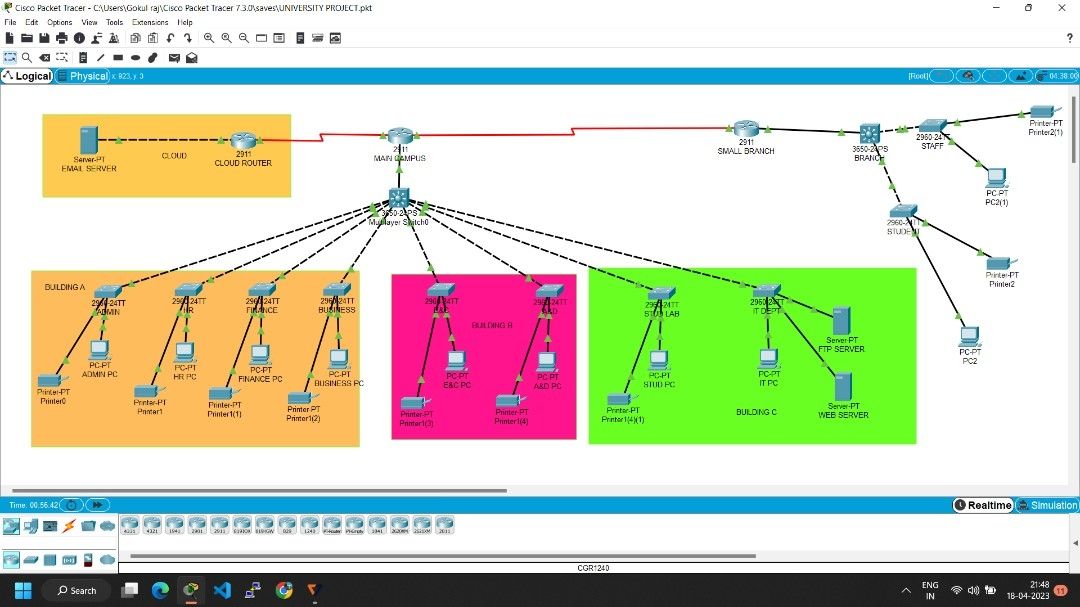 Cisco Packet Tracer - C:\Users\Gokul raj\Cisco Packet Tracer 7.3.0\saves\UNIVERSITY PROJECT.pkt
File Edit Options View Tools Extensions Help
?
Logical Physical x: 923, y: 3 [Root] 04:38:00
Server-PT
EMAIL SERVER
CLOUD
2911
CLOUD ROUTER
2911
MAIN CAMPUS
2911
SMALL BRANCH
3650-24PS
BRANCH
2960-24TT
STAFF
Printer-PT
Printer2(1)
PC-PT
PC2(1)
2960-24TT
STUDENT
Printer-PT
Printer2
PC-PT
PC2
3650-24PS
Multilayer Switch0
BUILDING A
2960-24TT
ADMIN
2960-24TT
HR
2960-24TT
FINANCE
2960-24TT
BUSINESS
PC-PT
ADMIN PC
PC-PT
HR PC
PC-PT
FINANCE PC
PC-PT
BUSINESS PC
Printer-PT
Printer0
Printer-PT
Printer1
Printer-PT
Printer1(1)
Printer-PT
Printer1(2)
2960-24TT
E&C
2960-24TT
A&D
BUILDING B
PC-PT
E&C PC
PC-PT
A&D PC
Printer-PT
Printer1(3)
Printer-PT
Printer1(4)
2960-24TT
STUD LAB
2960-24TT
IT DEPT
Server-PT
FTP SERVER
PC-PT
STUD PC
PC-PT
IT PC
Server-PT
WEB SERVER
Printer-PT
Printer1(4)(1)
BUILDING C
Time: 00:56:42 Realtime Simulation
4331 4321 1941 2901 2911 819IOX 819HGW 829 1240 PT-Router PT-Empty 1841 2620XM 2621XM 2811
CGR1240
Search
ENG
IN
21:48
18-04-2023
11